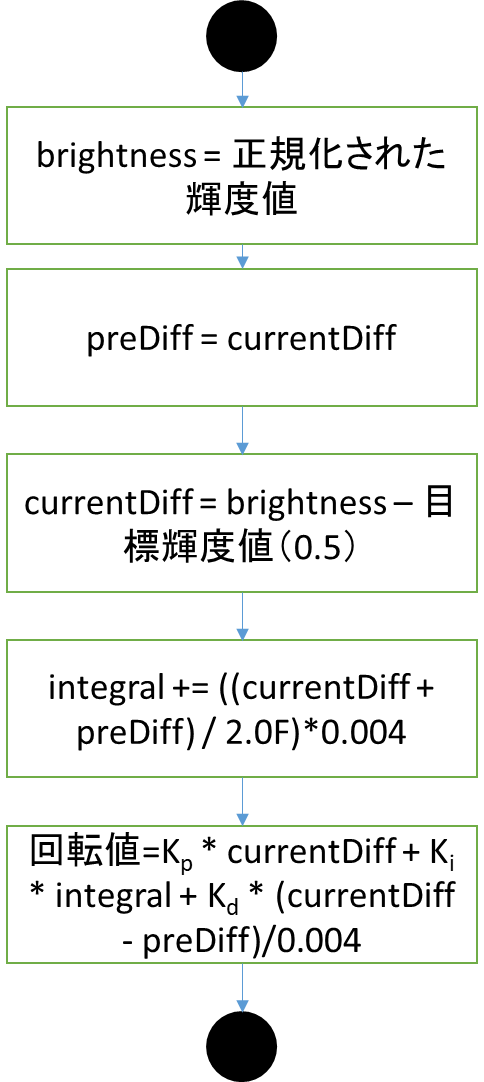 brightness = 正規化された
輝度値
preDiff = currentDiff
currentDiff = brightness – 目
標輝度値（0.5）
integral += ((currentDiff +
preDiff) / 2.0F)*0.004
回転値=Kp * currentDiff + Ki
* integral + Kd * (currentDiff
- preDiff)/0.004